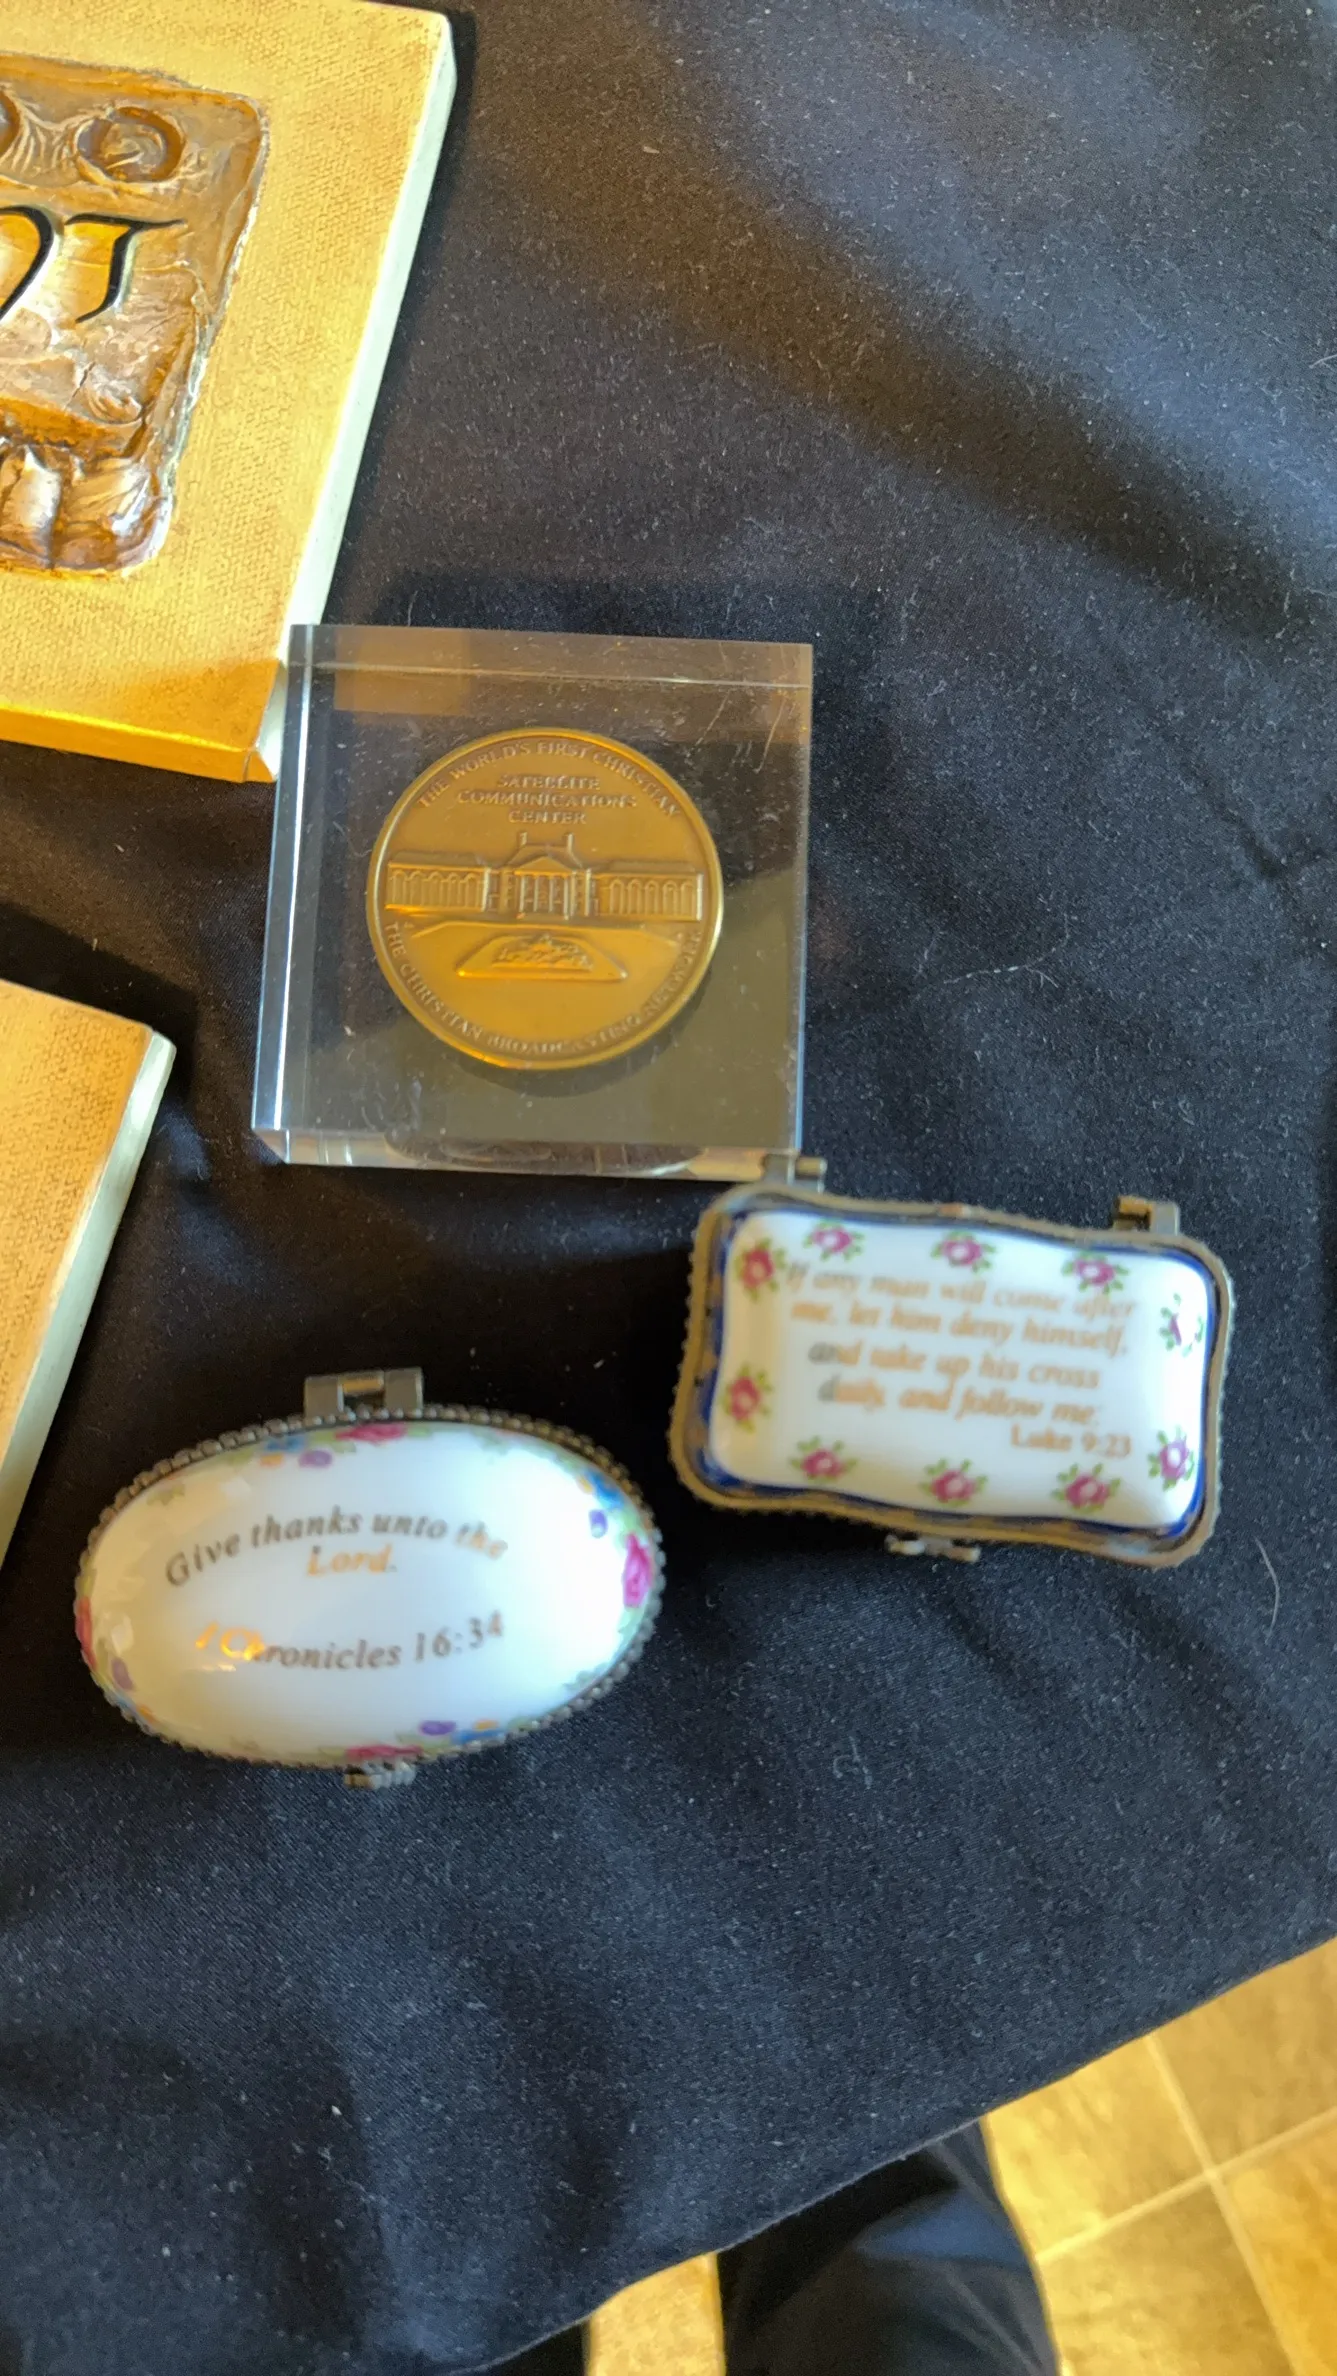 THE WORLD'S FIRST CHRISTIAN
SATELLITE
COMMUNICATIONS
CENTER
THE CHRISTIAN BROADCASTING NETWORK
If any man will come after
me, let him deny himself,
and take up his cross
daily, and follow me.
Luke 9:23
Give thanks unto the
Lord.
1 Chronicles 16:34